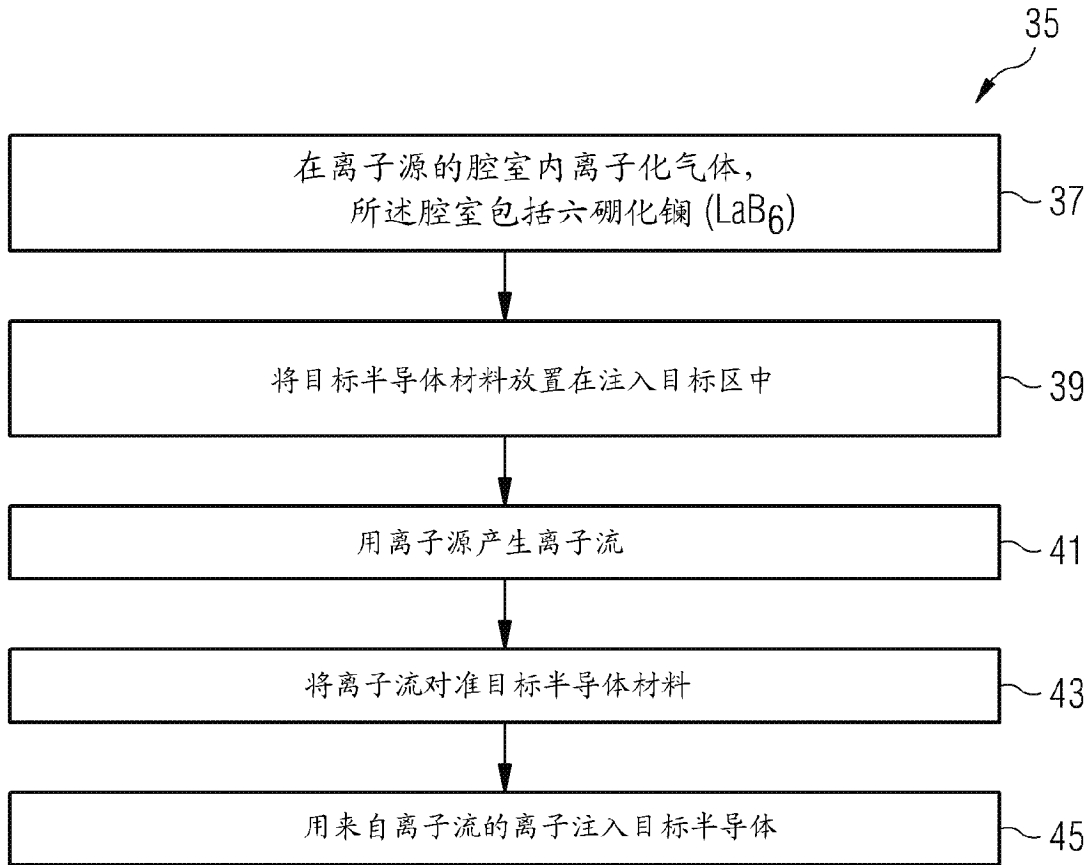 35
在离子源的腔室内离子化气体，
所述腔室包括六硼化镧 (LaB6)
37
将目标半导体材料放置在注入目标区中
39
用离子源产生离子流
41
将离子流对准目标半导体材料
43
用来自离子流的离子注入目标半导体
45